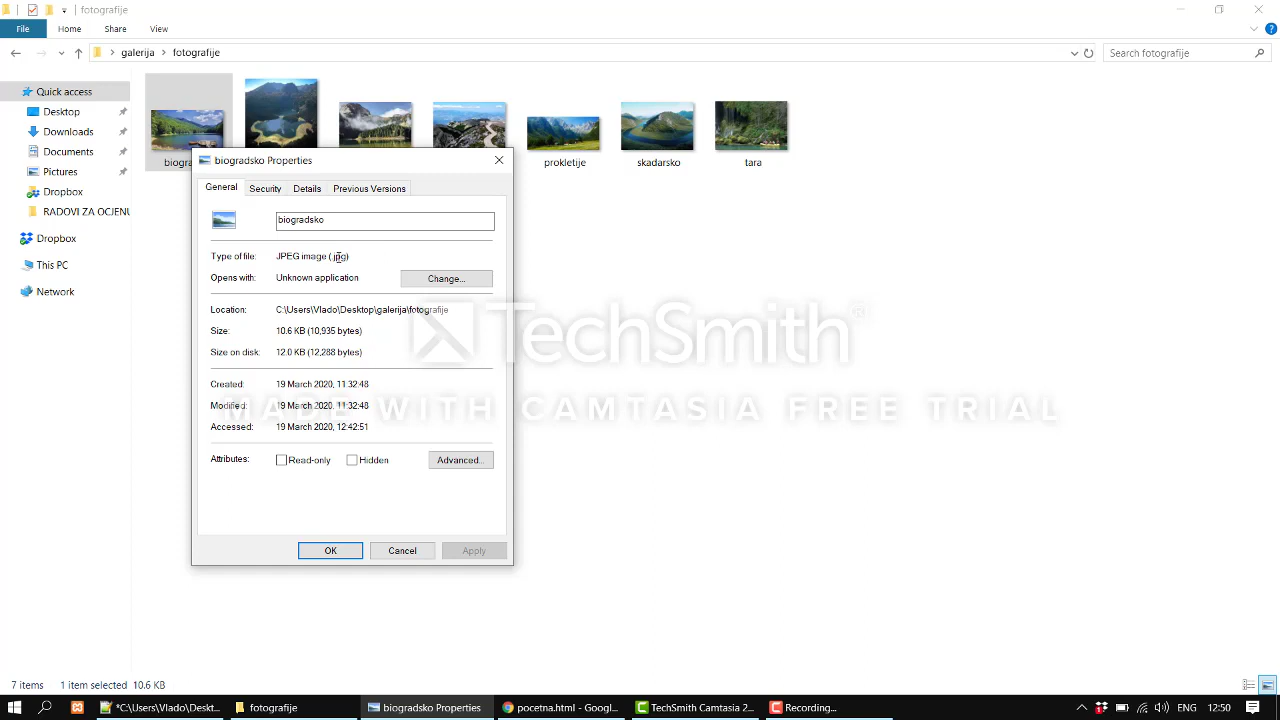 fotografije
File Home Share View
galerija fotografije
Search fotografije
Quick access
Desktop
Downloads
Documents
Pictures
Dropbox
RADOVI ZA OCJENU
Dropbox
This PC
Network
prokletije
skadarsko
tara
biogradsko Properties
General Security Details Previous Versions
biogradsko
Type of file: JPEG image (.jpg)
Opens with: Unknown application Change...
Location: C:\Users\Vlado\Desktop\galerija\fotografije
Size: 10.6 KB (10,935 bytes)
Size on disk: 12.0 KB (12,288 bytes)
Created: 19 March 2020, 11:32:48
Modified: 19 March 2020, 11:32:48
Accessed: 19 March 2020, 12:42:51
Attributes: Read-only Hidden Advanced...
OK Cancel Apply
TechSmith®
MADE WITH CAMTASIA FREE TRIAL
7 items 1 item selected 10.6 KB
*C:\Users\Vlado\Deskt... fotografije biogradsko Properties pocetna.html - Googl... TechSmith Camtasia 2... Recording... ENG 12:50